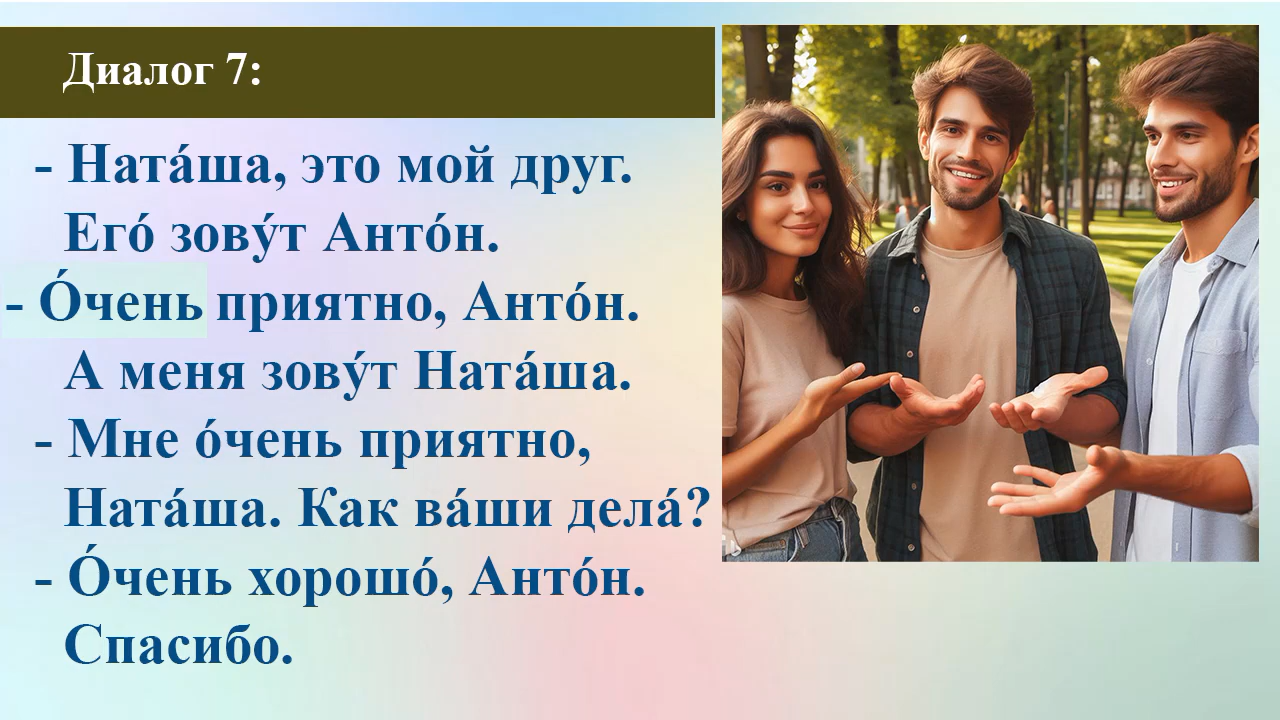 Диалог 7:
- Ната́ша, это мой друг.
Его́ зову́т Анто́н.
- О́чень приятно, Анто́н.
А меня зову́т Ната́ша.
- Мне о́чень приятно,
Ната́ша. Как ва́ши дела́?
- О́чень хорошо́, Анто́н.
Спасибо.